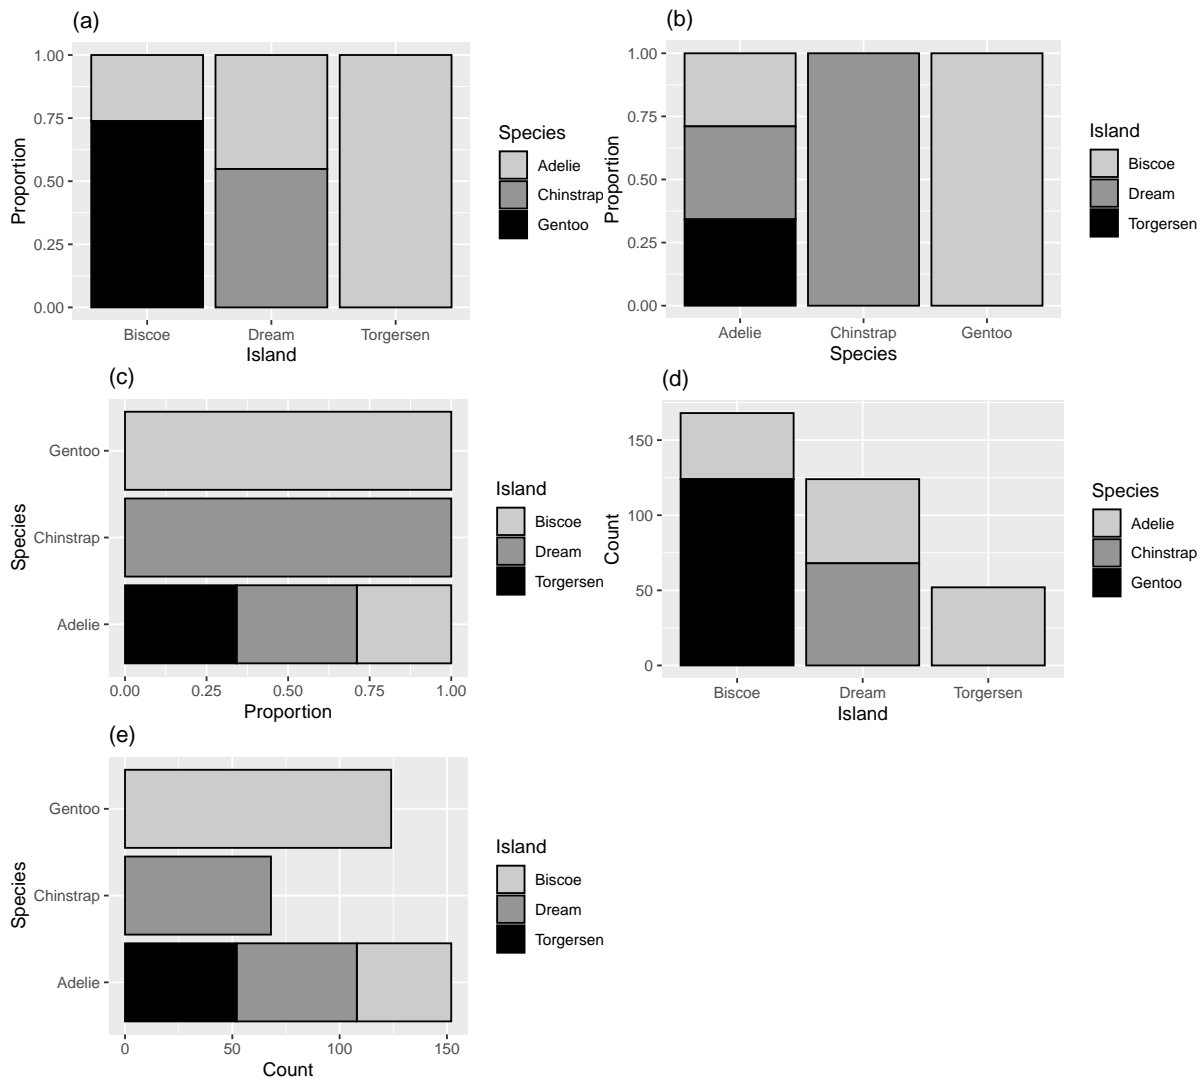 (a)
1.00
0.75
0.50
0.25
0.00
Proportion
Biscoe Dream Torgersen
Island
Species
Adelie
Chinstrap
Gentoo
(b)
1.00
0.75
0.50
0.25
0.00
Proportion
Adelie Chinstrap Gentoo
Species
Island
Biscoe
Dream
Torgersen
(c)
Gentoo
Chinstrap
Adelie
Species
0.00 0.25 0.50 0.75 1.00
Proportion
Island
Biscoe
Dream
Torgersen
(d)
150
100
50
0
Count
Biscoe Dream Torgersen
Island
Species
Adelie
Chinstrap
Gentoo
(e)
Gentoo
Chinstrap
Adelie
Species
0 50 100 150
Count
Island
Biscoe
Dream
Torgersen